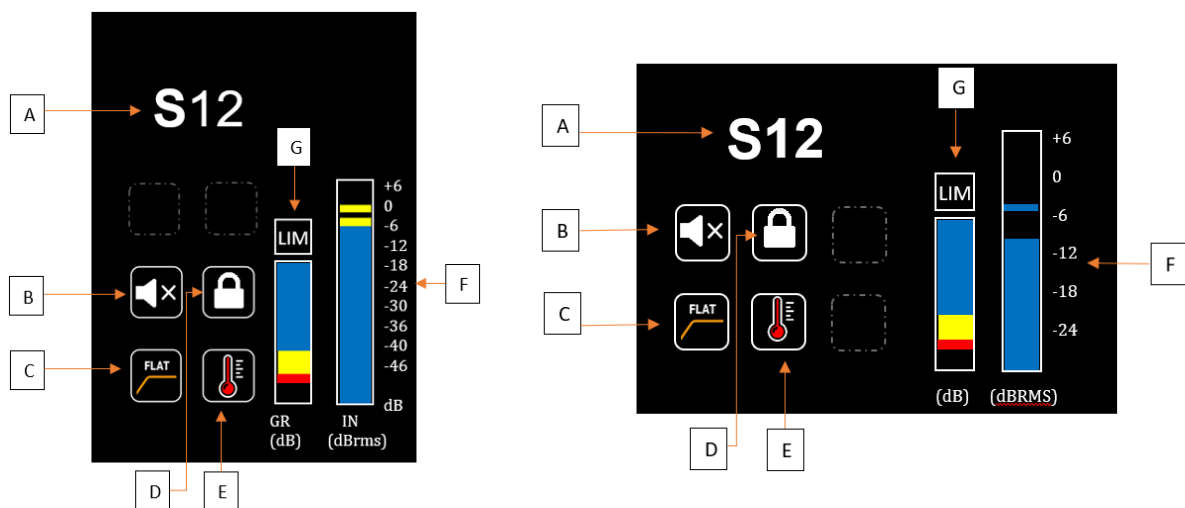 A
S12
G
+6
0
-6
-12
-18
-24
-30
-36
-40
-46
dB
LIM
F
B
C
FLAT
GR
(dB)
IN
(dBrms)
D
E
G
A
S12
+6
0
-6
-12
-18
-24
LIM
F
B
C
FLAT
(dB)
(dBRMS)
D
E